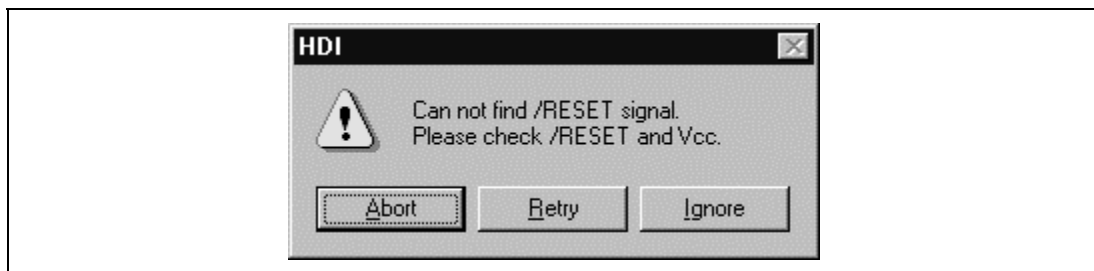 HDI
Can not find /RESET signal.
Please check /RESET and Vcc.
Abort
Retry
Ignore